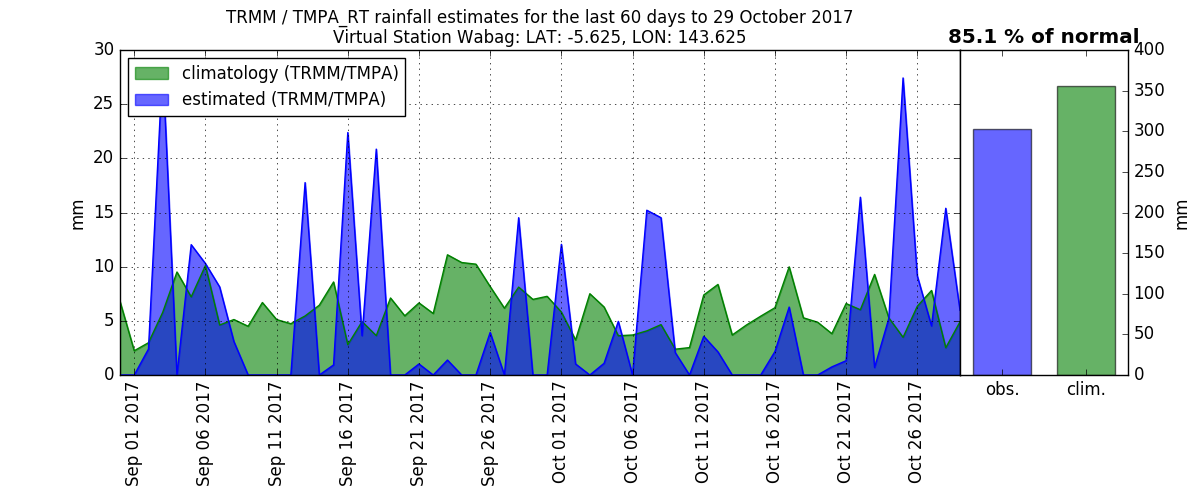 TRMM / TMPA_RT rainfall estimates for the last 60 days to 29 October 2017
Virtual Station Wabag: LAT: -5.625, LON: 143.625
85.1 % of normal
climatology (TRMM/TMPA)
estimated (TRMM/TMPA)
30
25
20
15
10
5
0
mm
400
350
300
250
200
150
100
50
0
mm
Sep 01 2017
Sep 06 2017
Sep 11 2017
Sep 16 2017
Sep 21 2017
Sep 26 2017
Oct 01 2017
Oct 06 2017
Oct 11 2017
Oct 16 2017
Oct 21 2017
Oct 26 2017
obs.
clim.